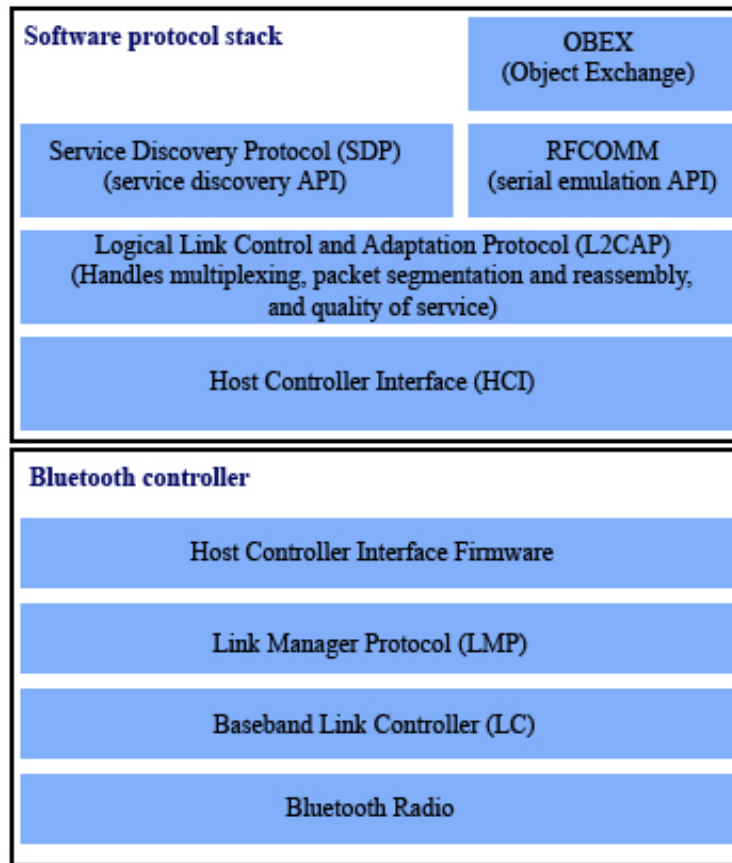 Software protocol stack
OBEX
(Object Exchange)
Service Discovery Protocol (SDP)
(service discovery API)
RFCOMM
(serial emulation API)
Logical Link Control and Adaptation Protocol (L2CAP)
(Handles multiplexing, packet segmentation and reassembly,
and quality of service)
Host Controller Interface (HCI)
Bluetooth controller
Host Controller Interface Firmware
Link Manager Protocol (LMP)
Baseband Link Controller (LC)
Bluetooth Radio